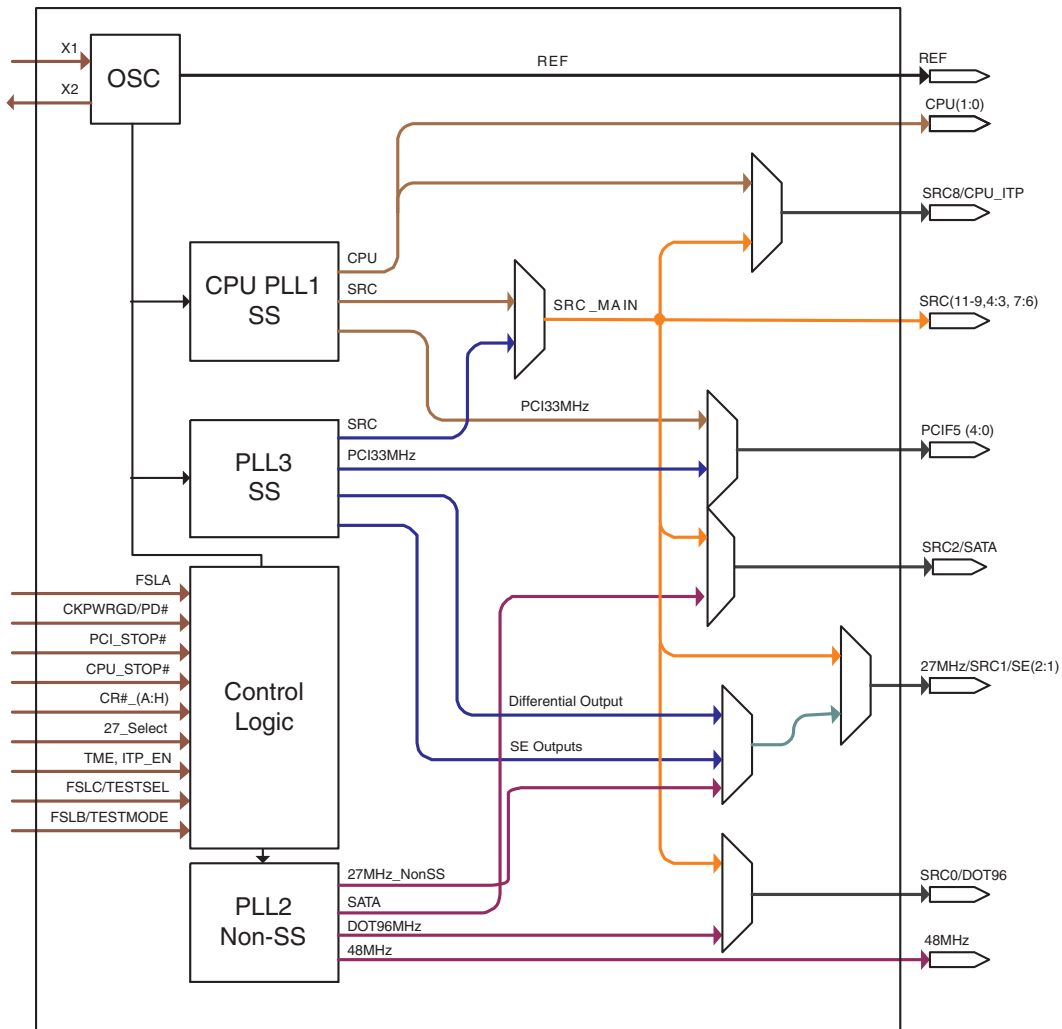 X1
X2
OSC
REF
REF
CPU(1:0)
SRC8/CPU_ITP
CPU PLL1
SS
CPU
SRC
SRC_MAIN
SRC(11-9,4:3, 7:6)
PCI33MHz
PLL3
SS
SRC
PCI33MHz
PCIF5 (4:0)
SRC2/SATA
FSLA
CKPWRGD/PD#
PCI_STOP#
CPU_STOP#
CR#_(A:H)
27_Select
TME, ITP_EN
FSLC/TESTSEL
FSLB/TESTMODE
Control
Logic
Differential Output
SE Outputs
27MHz/SRC1/SE(2:1)
PLL2
Non-SS
27MHz_NonSS
SATA
DOT96MHz
48MHz
SRC0/DOT96
48MHz